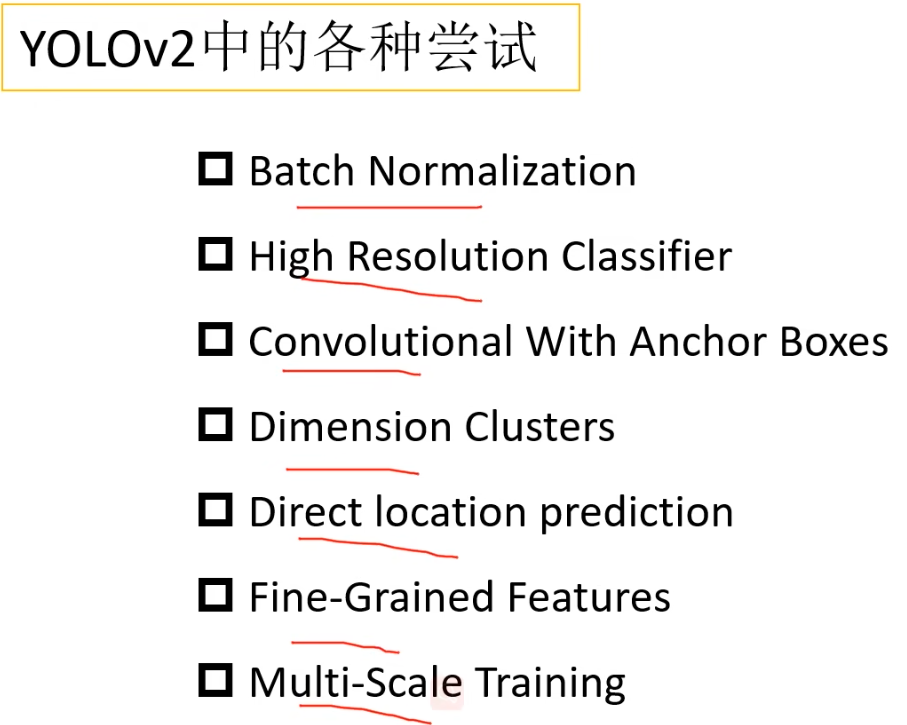 YOLOv2中的各种尝试
Batch Normalization
High Resolution Classifier
Convolutional With Anchor Boxes
Dimension Clusters
Direct location prediction
Fine-Grained Features
Multi-Scale Training